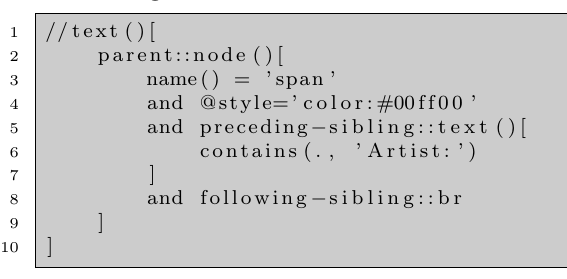 1 //text()[
2 parent::node()[
3 name() = 'span'
4 and @style='color:#00ff00'
5 and preceding-sibling::text()[
6 contains(., 'Artist:')
7 ]
8 and following-sibling::br
9 ]
10 ]